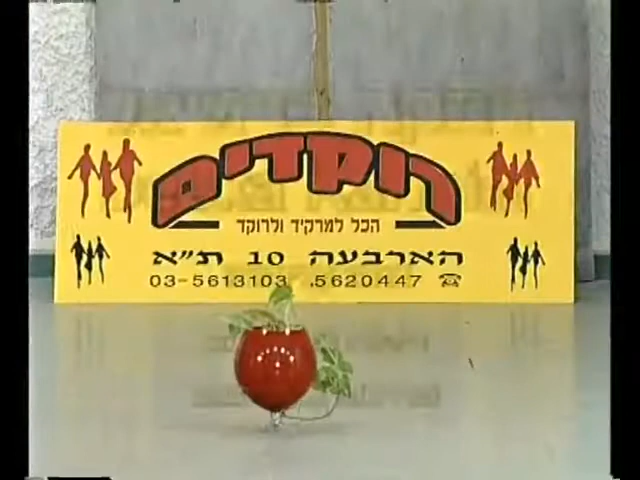 רוקדים
הכל למרקיד ולרוקד
הארבעה 10 ת"א
03-5613103 ,5620447 ☎